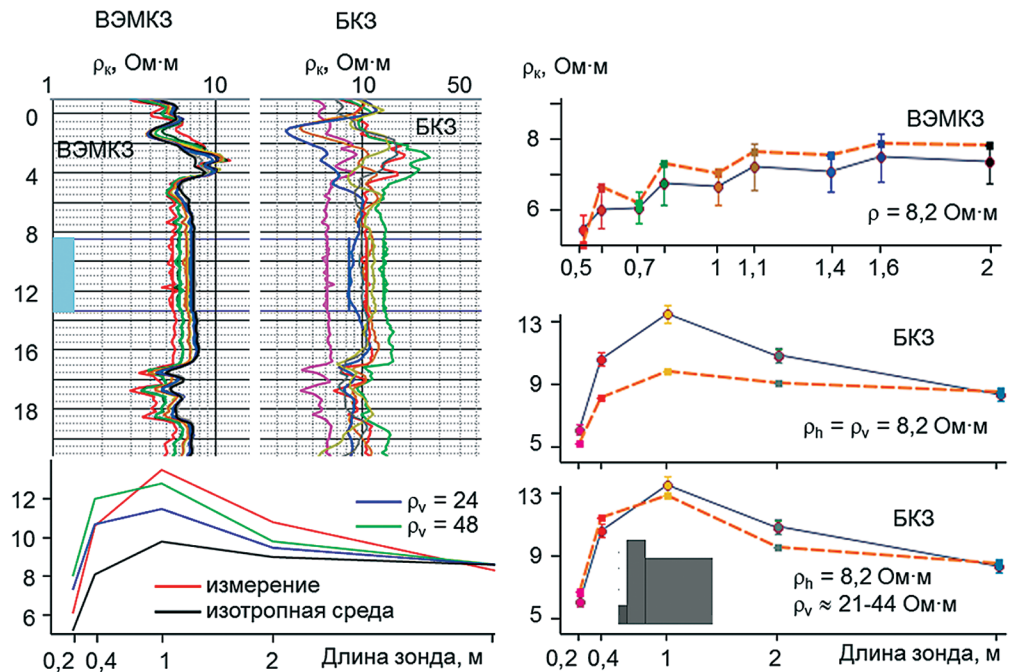 ВЭМКЗ
БКЗ
ρк, Ом·м
ρк, Ом·м
1
10
10
50
0
4
8
12
16
18
ВЭМКЗ
БКЗ
12
10
8
6
ρv = 24
ρv = 48
измерение
изотропная среда
0,2
0,4
1
2
Длина зонда, м
ρк, Ом·м
ВЭМКЗ
8
6
ρ = 8,2 Ом·м
0,5
0,7
1
1,1
1,4
1,6
2
13
БКЗ
9
ρh = ρv = 8,2 Ом·м
5
13
БКЗ
9
ρh = 8,2 Ом·м
5
ρv ≈ 21-44 Ом·м
0,2
0,4
1
2
Длина зонда, м